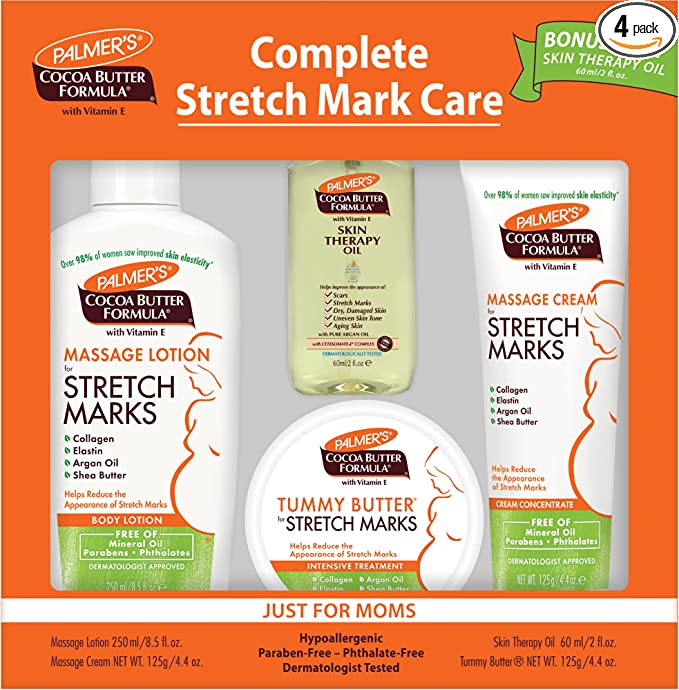 PALMER'S®
COCOA BUTTER
FORMULA®
with Vitamin E
Complete
Stretch Mark Care
4 pack
BONUS
SKIN THERAPY OIL
60ml/2 fl. oz.
Over 98% of women saw improved skin elasticity*
PALMER'S®
COCOA BUTTER
FORMULA®
with Vitamin E
MASSAGE LOTION
for
STRETCH
MARKS
Collagen
Elastin
Argan Oil
Shea Butter
Helps Reduce the
Appearance of Stretch Marks
BODY LOTION
FREE OF
Mineral Oil
Parabens • Phthalates
DERMATOLOGIST APPROVED
250 ml/8.5 fl. oz.
PALMER'S®
COCOA BUTTER
FORMULA®
with Vitamin E
SKIN
THERAPY
OIL
Helps improve the appearance of:
Scars
Stretch Marks
Dry, Damaged Skin
Uneven Skin Tone
Aging Skin
with PURE ARGAN OIL
with CETESOMATE-E® COMPLEX
DERMATOLOGICALLY TESTED
60ml/2 fl.oz ℮
PALMER'S®
COCOA BUTTER
FORMULA®
with Vitamin E
TUMMY BUTTER®
for STRETCH MARKS
Helps Reduce the
Appearance of Stretch Marks
INTENSIVE TREATMENT
Collagen Argan Oil
Elastin Shea Butter
Over 98% of women saw improved skin elasticity*
PALMER'S®
COCOA BUTTER
FORMULA®
with Vitamin E
MASSAGE CREAM
for
STRETCH
MARKS
Collagen
Elastin
Argan Oil
Shea Butter
Helps Reduce
the Appearance
of Stretch Marks
CREAM CONCENTRATE
FREE OF
Mineral Oil
Parabens • Phthalates
DERMATOLOGIST APPROVED
NET WT. 125g/4.4 oz. ℮
JUST FOR MOMS
Massage Lotion 250 ml/8.5 fl. oz.
Massage Cream NET WT. 125g/4.4 oz.
Hypoallergenic
Paraben-Free – Phthalate-Free
Dermatologist Tested
Skin Therapy Oil 60 ml/2 fl. oz.
Tummy Butter® NET WT. 125g/4.4 oz.